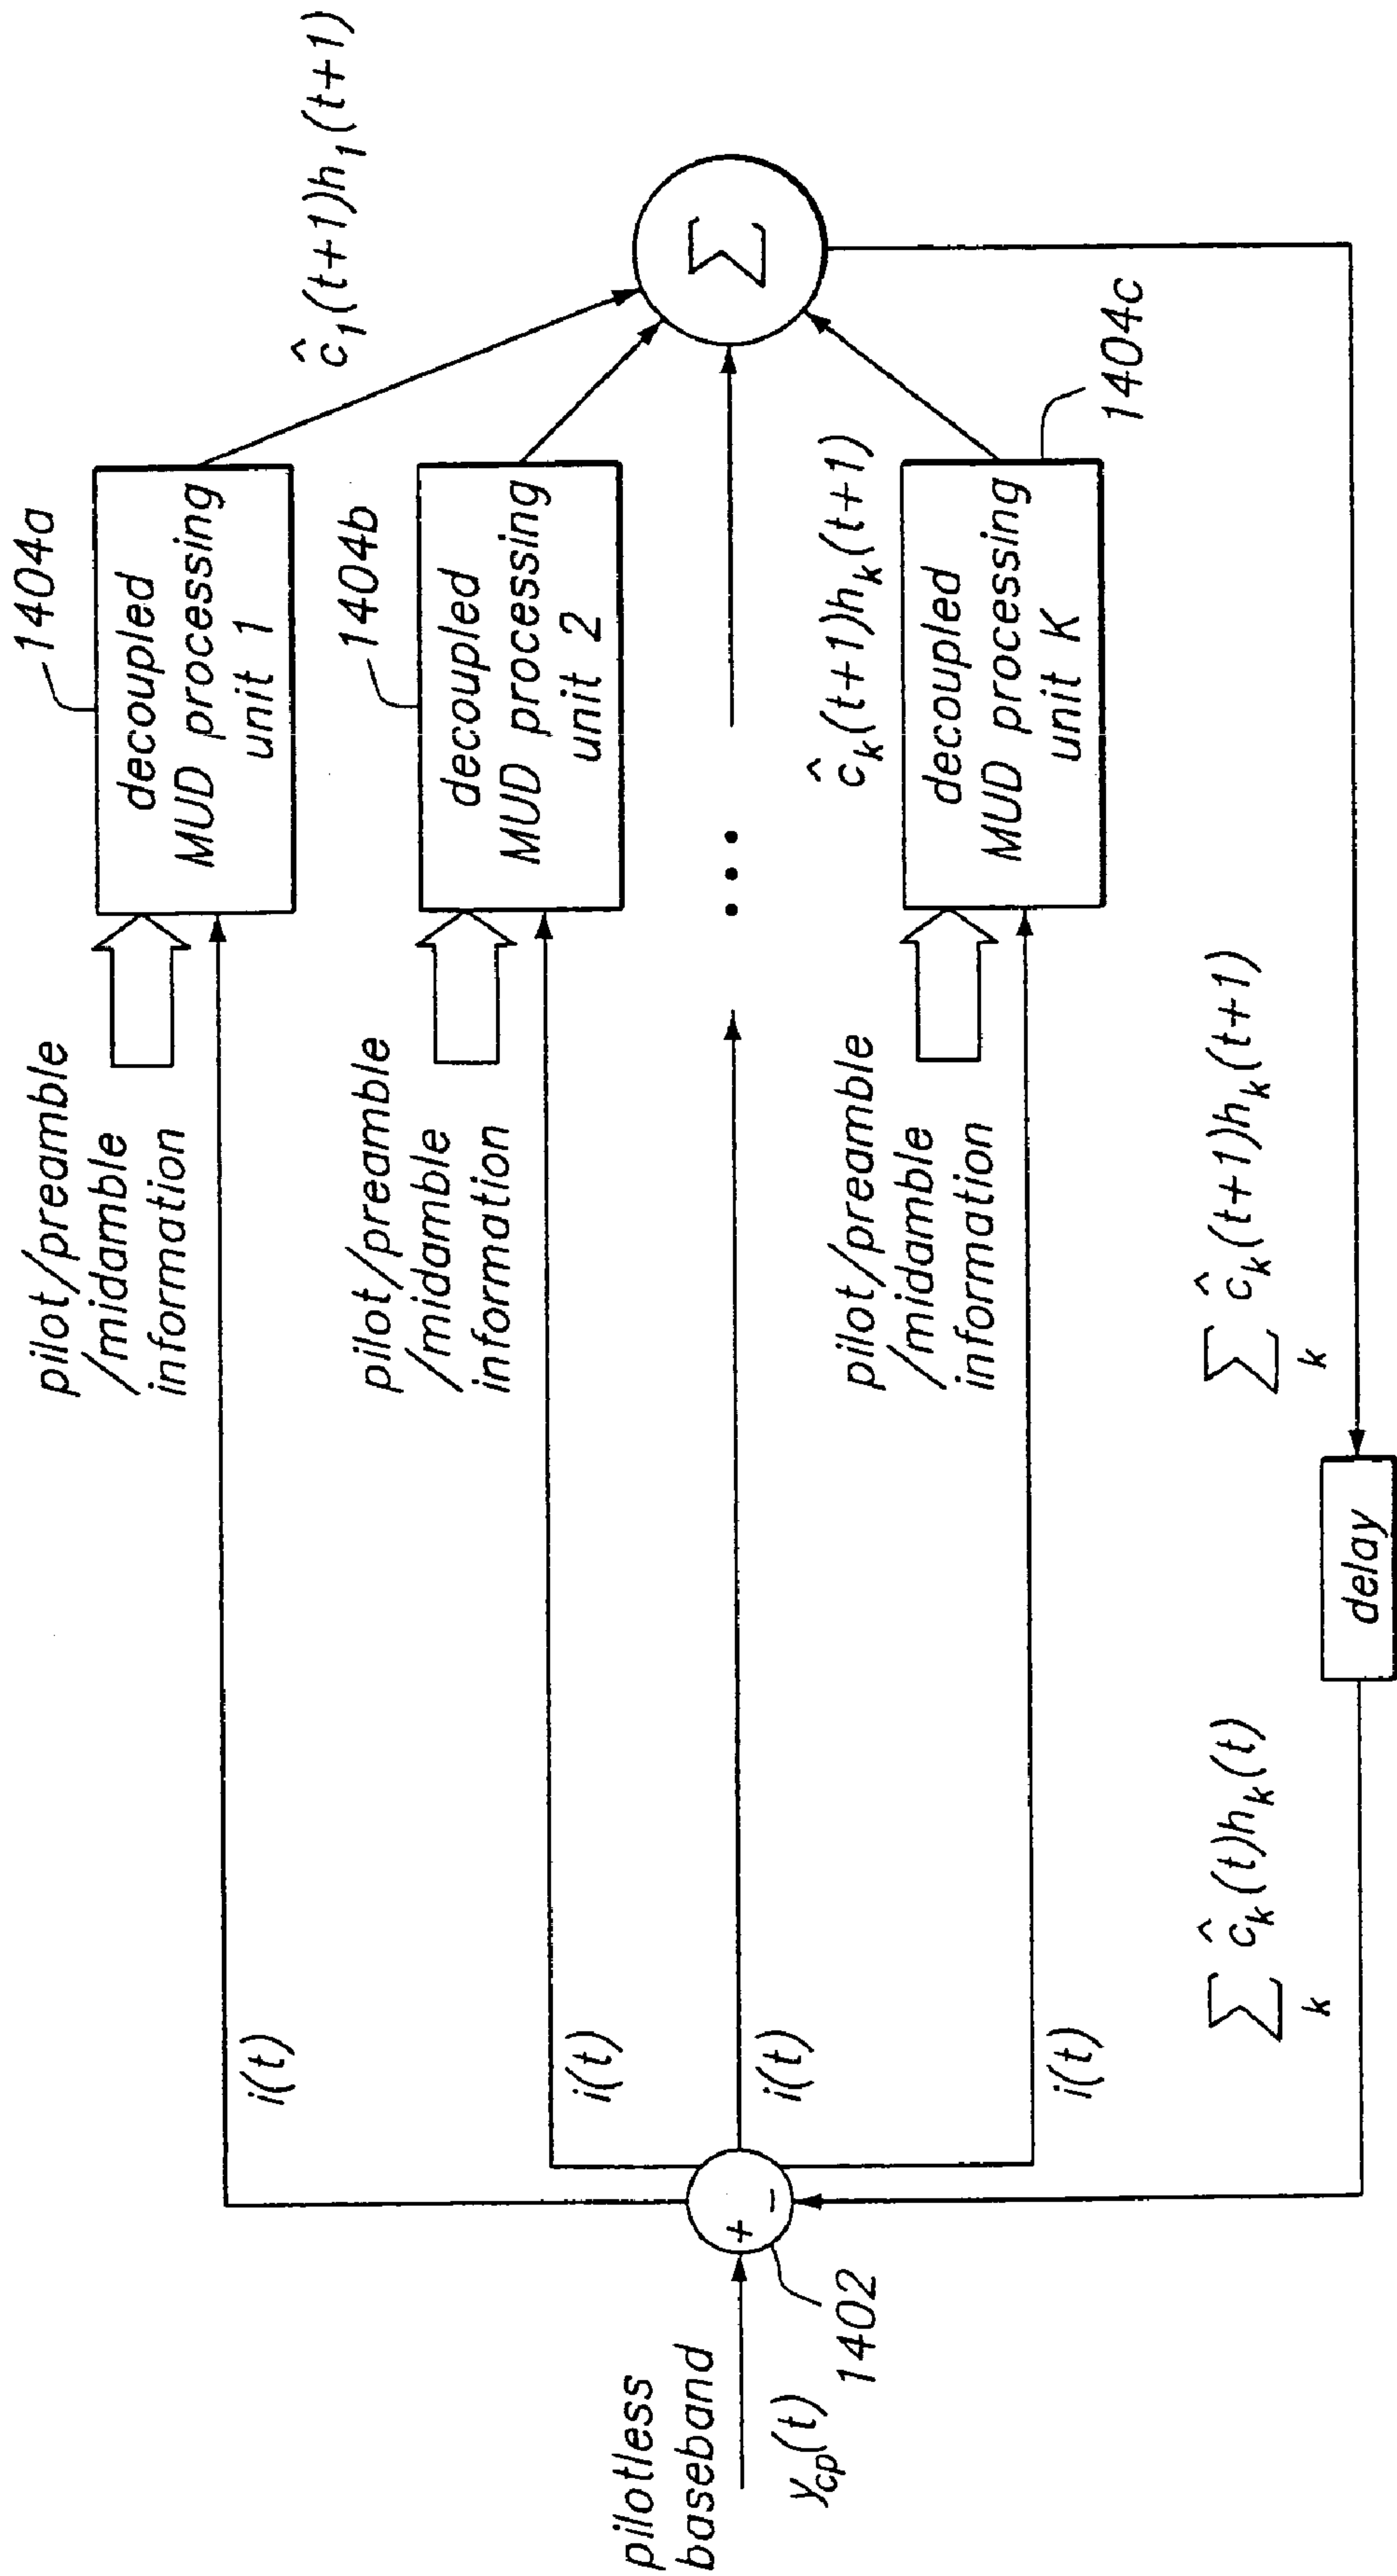 pilotless
baseband
y_cp(t)
1402
+
−
i(t)
i(t)
i(t)
i(t)
pilot/preamble
/midamble
information
1404a
decoupled
MUD processing
unit 1
ĉ_1(t+1)h_1(t+1)
pilot/preamble
/midamble
information
1404b
decoupled
MUD processing
unit 2
• • •
pilot/preamble
/midamble
information
ĉ_k(t+1)h_k(t+1)
decoupled
MUD processing
unit K
1404c
Σ
∑_k ĉ_k(t)h_k(t)
delay
∑_k ĉ_k(t+1)h_k(t+1)